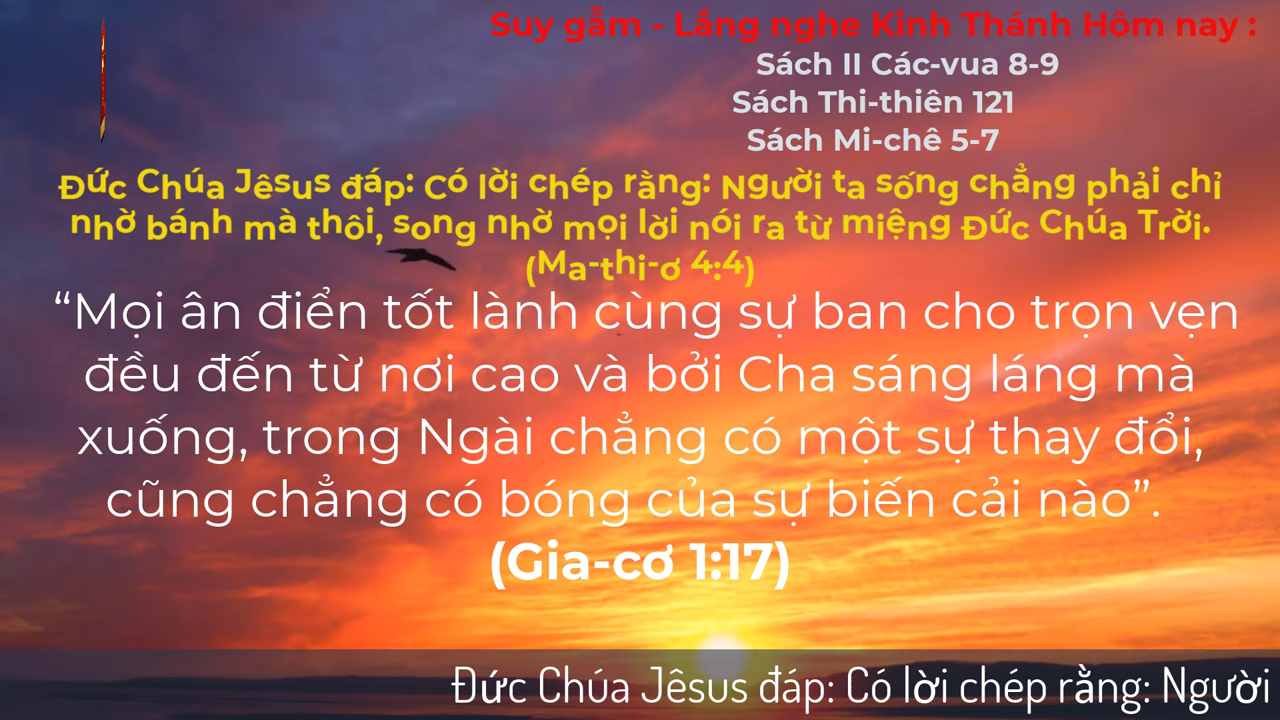 Suy gẫm - Lắng nghe Kinh Thánh Hôm nay :
Sách II Các-vua 8-9
Sách Thi-thiên 121
Sách Mi-chê 5-7
Đức Chúa Jêsus đáp: Có lời chép rằng: Người ta sống chẳng phải chỉ
nhờ bánh mà thôi, song nhờ mọi lời nói ra từ miệng Đức Chúa Trời.
(Ma-thi-ơ 4:4)
“Mọi ân điển tốt lành cùng sự ban cho trọn vẹn
đều đến từ nơi cao và bởi Cha sáng láng mà
xuống, trong Ngài chẳng có một sự thay đổi,
cũng chẳng có bóng của sự biến cải nào”.
(Gia-cơ 1:17)
Đức Chúa Jêsus đáp: Có lời chép rằng: Người